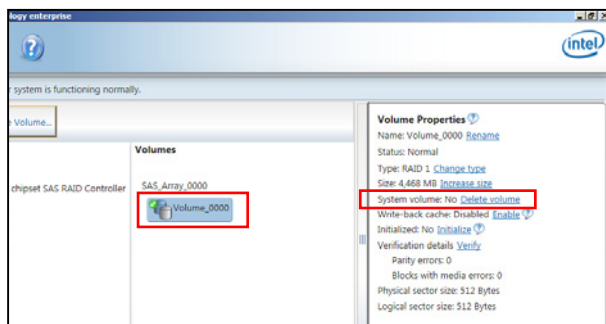 logy enterprise
?
intel
system is functioning normally.
Volume...
Volumes
chipset SAS RAID Controller
SAS_Array_0000
Volume_0000
Volume Properties ?
Name: Volume_0000 Rename
Status: Normal
Type: RAID 1 Change type
Size: 4,468 MB Increase size
System volume: No Delete volume
Write-back cache: Disabled Enable ?
Initialized: No Initialize ?
Verification details Verify
Parity errors: 0
Blocks with media errors: 0
Physical sector size: 512 Bytes
Logical sector size: 512 Bytes